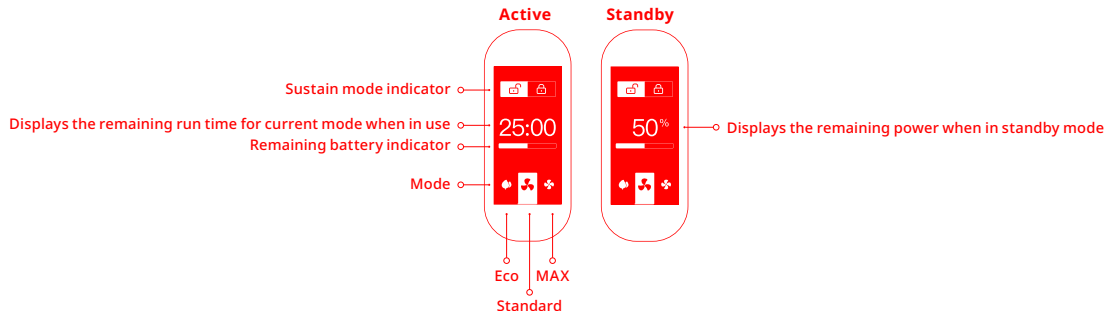 Active
Standby
Sustain mode indicator
Displays the remaining run time for current mode when in use
25:00
50%
Displays the remaining power when in standby mode
Remaining battery indicator
Mode
Eco
MAX
Standard